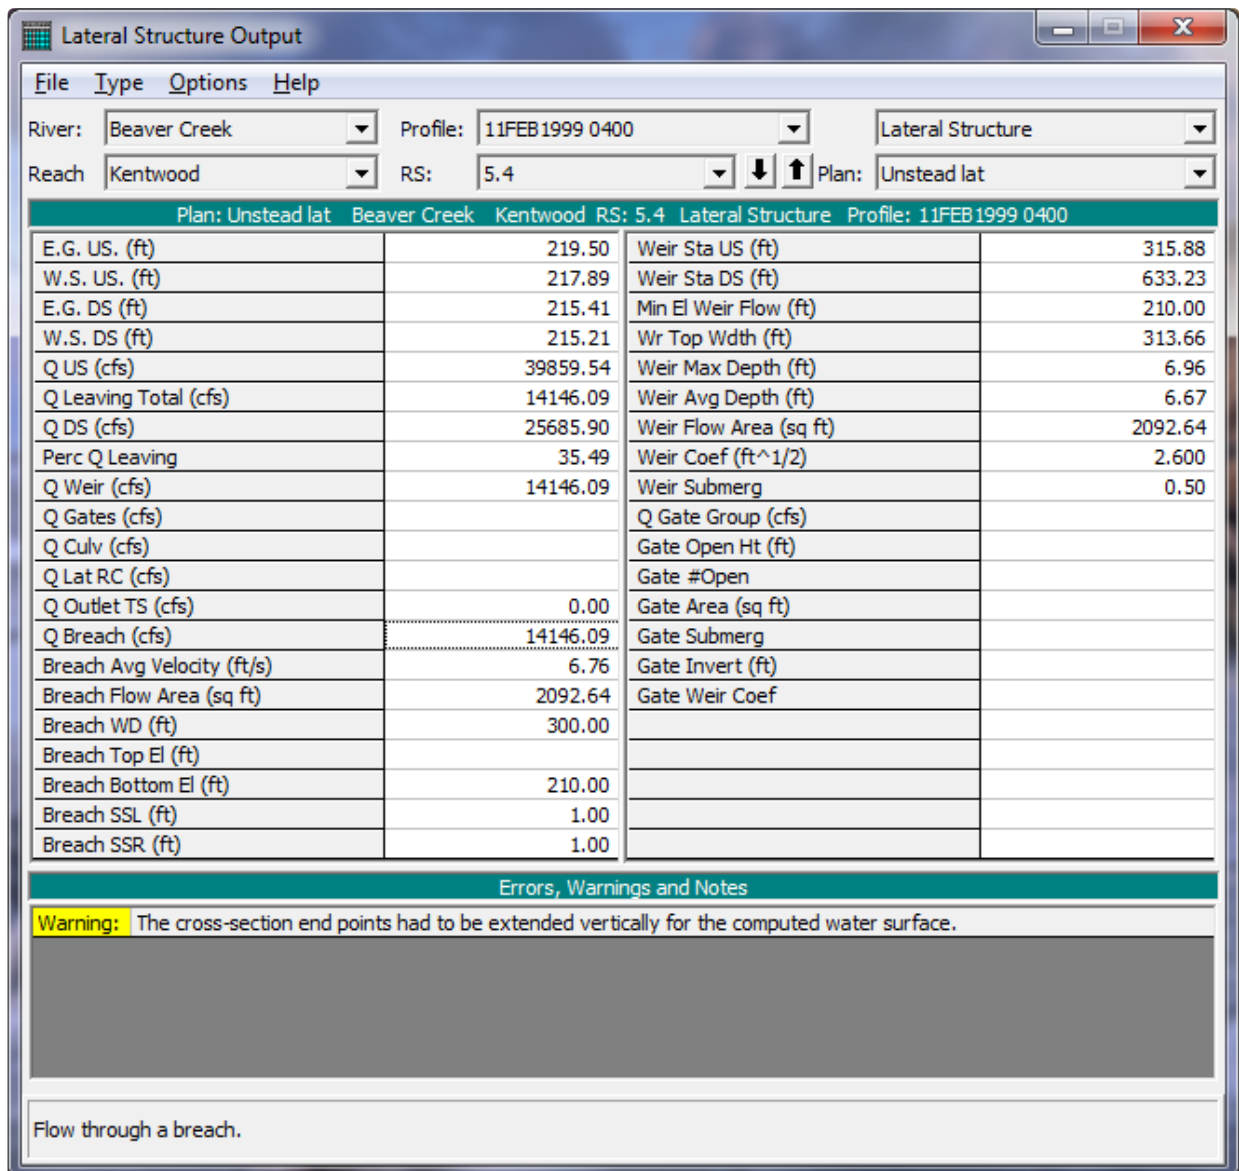 Lateral Structure Output
X
File Type Options Help
River: Beaver Creek Profile: 11FEB1999 0400 Lateral Structure
Reach Kentwood RS: 5.4 Plan: Unstead lat
Plan: Unstead lat Beaver Creek Kentwood RS: 5.4 Lateral Structure Profile: 11FEB1999 0400
E.G. US. (ft) 219.50 Weir Sta US (ft) 315.88
W.S. US. (ft) 217.89 Weir Sta DS (ft) 633.23
E.G. DS (ft) 215.41 Min El Weir Flow (ft) 210.00
W.S. DS (ft) 215.21 Wr Top Wdth (ft) 313.66
Q US (cfs) 39859.54 Weir Max Depth (ft) 6.96
Q Leaving Total (cfs) 14146.09 Weir Avg Depth (ft) 6.67
Q DS (cfs) 25685.90 Weir Flow Area (sq ft) 2092.64
Perc Q Leaving 35.49 Weir Coef (ft^1/2) 2.600
Q Weir (cfs) 14146.09 Weir Submerg 0.50
Q Gates (cfs) Q Gate Group (cfs)
Q Culv (cfs) Gate Open Ht (ft)
Q Lat RC (cfs) Gate #Open
Q Outlet TS (cfs) 0.00 Gate Area (sq ft)
Q Breach (cfs) 14146.09 Gate Submerg
Breach Avg Velocity (ft/s) 6.76 Gate Invert (ft)
Breach Flow Area (sq ft) 2092.64 Gate Weir Coef
Breach WD (ft) 300.00
Breach Top El (ft)
Breach Bottom El (ft) 210.00
Breach SSL (ft) 1.00
Breach SSR (ft) 1.00
Errors, Warnings and Notes
Warning: The cross-section end points had to be extended vertically for the computed water surface.
Flow through a breach.